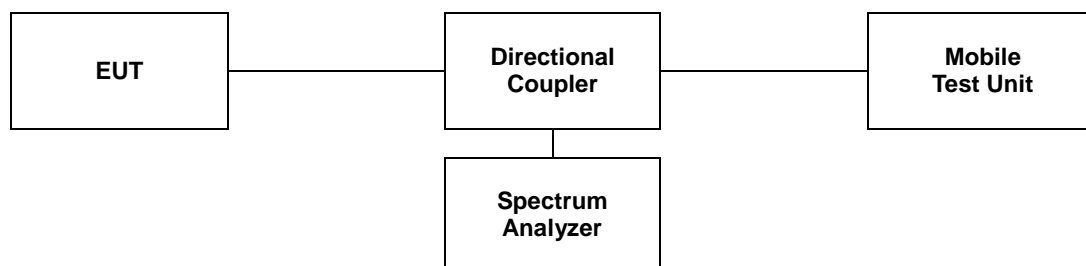 EUT
Directional
Coupler
Mobile
Test Unit
Spectrum
Analyzer